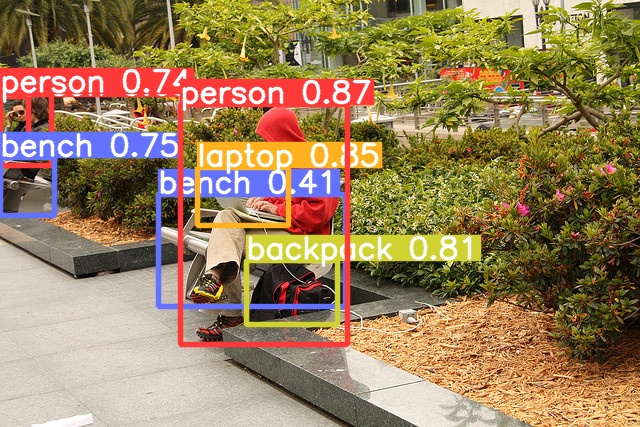 person 0.74
person 0.87
bench 0.75
laptop 0.85
bench 0.41
backpack 0.81